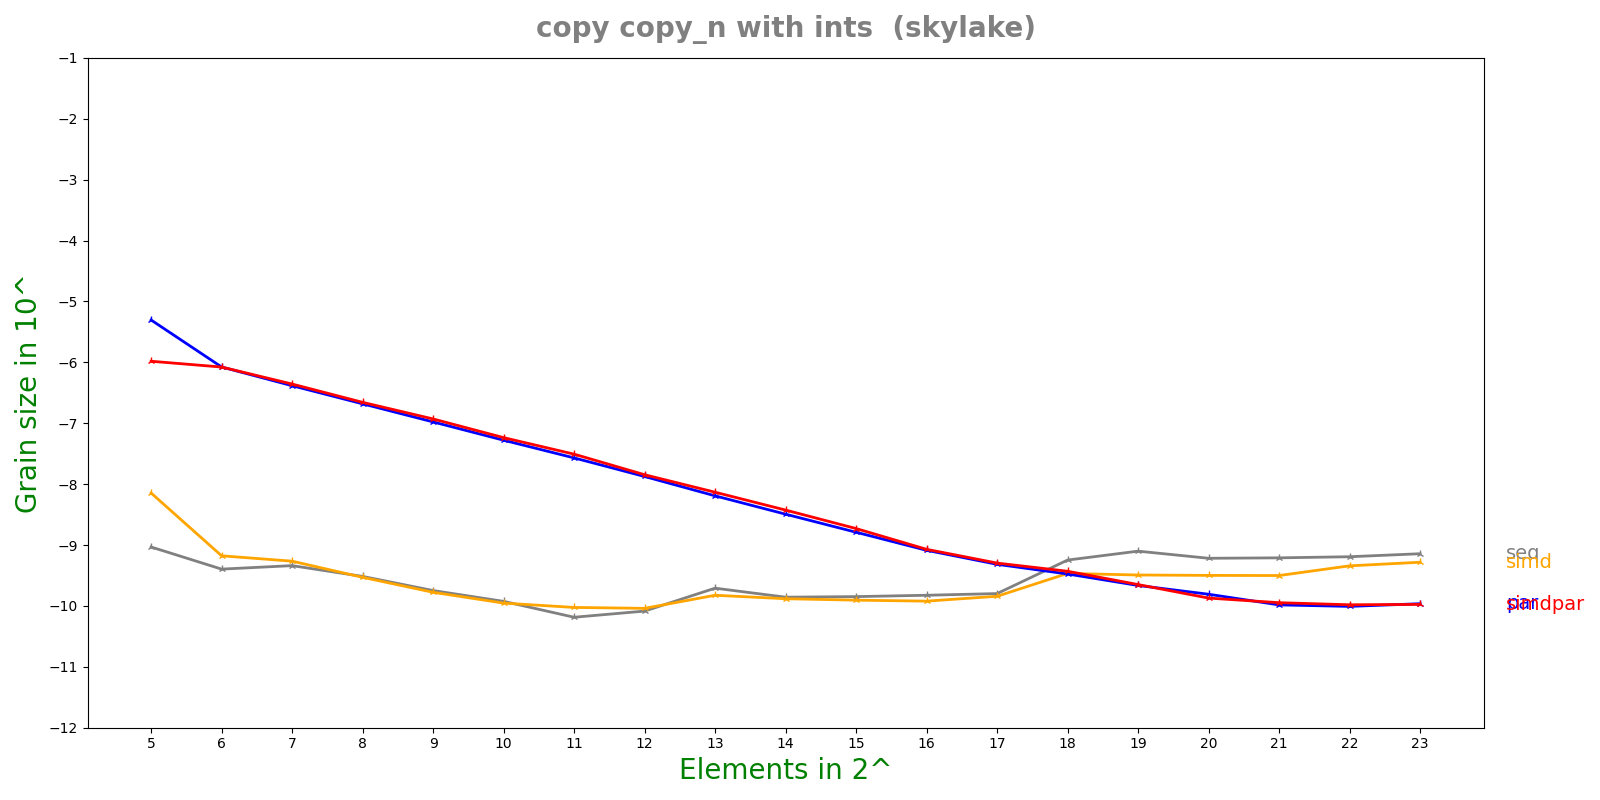 copy copy_n with ints (skylake)
−1
−2
−3
−4
−5
−6
−7
−8
−9
−10
−11
−12
Grain size in 10^
5 6 7 8 9 10 11 12 13 14 15 16 17 18 19 20 21 22 23
Elements in 2^
seq
simd
par
simdpar